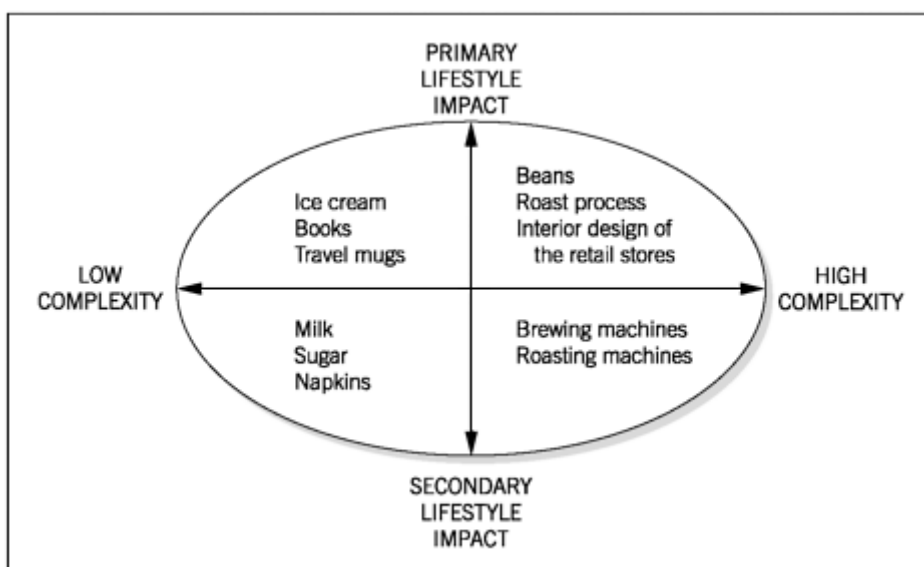 PRIMARY
LIFESTYLE
IMPACT
Ice cream
Books
Travel mugs
Beans
Roast process
Interior design of
the retail stores
LOW
COMPLEXITY
HIGH
COMPLEXITY
Milk
Sugar
Napkins
Brewing machines
Roasting machines
SECONDARY
LIFESTYLE
IMPACT